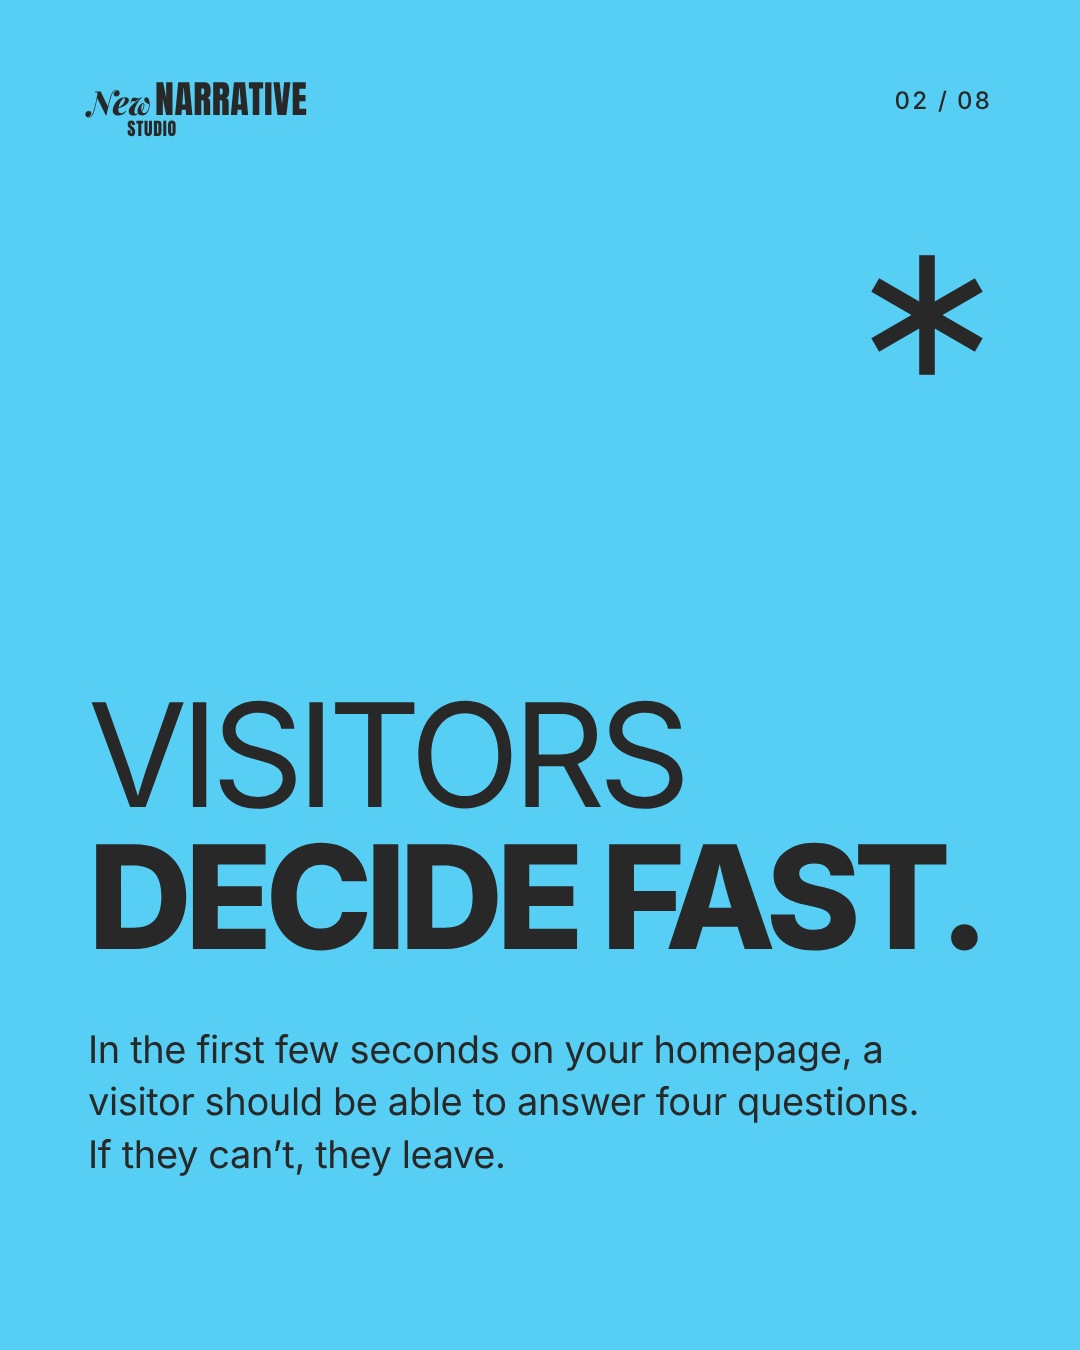 New NARRATIVE
STUDIO
02 / 08
*
VISITORS
DECIDE FAST.
In the first few seconds on your homepage, a
visitor should be able to answer four questions.
If they can’t, they leave.